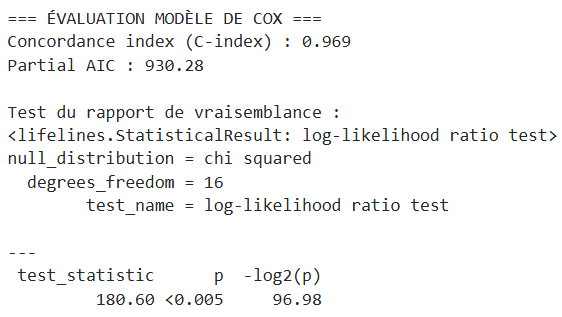 === ÉVALUATION MODÈLE DE COX ===
Concordance index (C-index) : 0.969
Partial AIC : 930.28
Test du rapport de vraisemblance :
<lifelines.StatisticalResult: log-likelihood ratio test>
null_distribution = chi squared
degrees_freedom = 16
test_name = log-likelihood ratio test
---
test_statistic p -log2(p)
180.60 <0.005 96.98